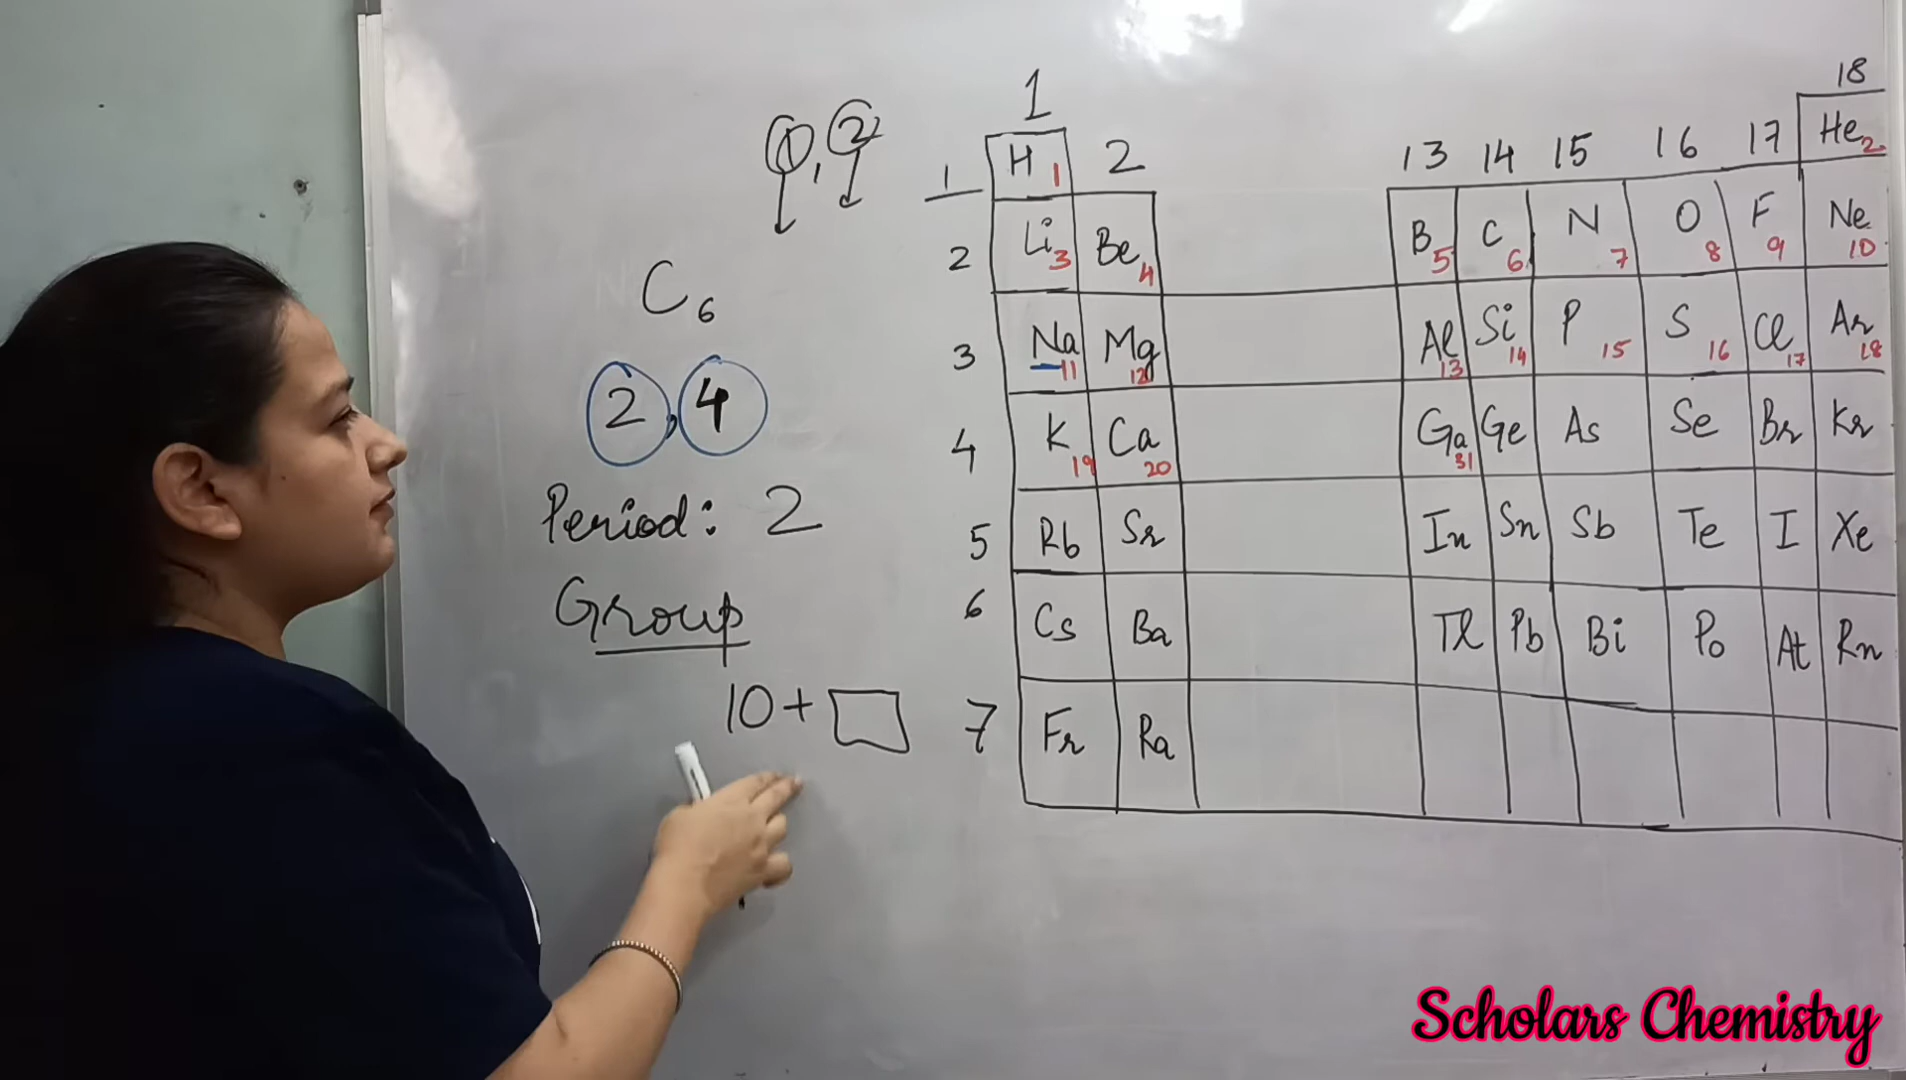 1, 2
C6
2, 4
Period: 2
Group
10 +
1 18
2 13 14 15 16 17
1 H 1 He 2
2 Li 3 Be 4 B 5 C 6 N 7 O 8 F 9 Ne 10
3 Na 11 Mg 12 Al 13 Si 14 P 15 S 16 Cl 17 Ar 18
4 K 19 Ca 20 Ga 31 Ge As Se Br Kr
5 Rb Sr In Sn Sb Te I Xe
6 Cs Ba Tl Pb Bi Po At Rn
7 Fr Ra
Scholars Chemistry